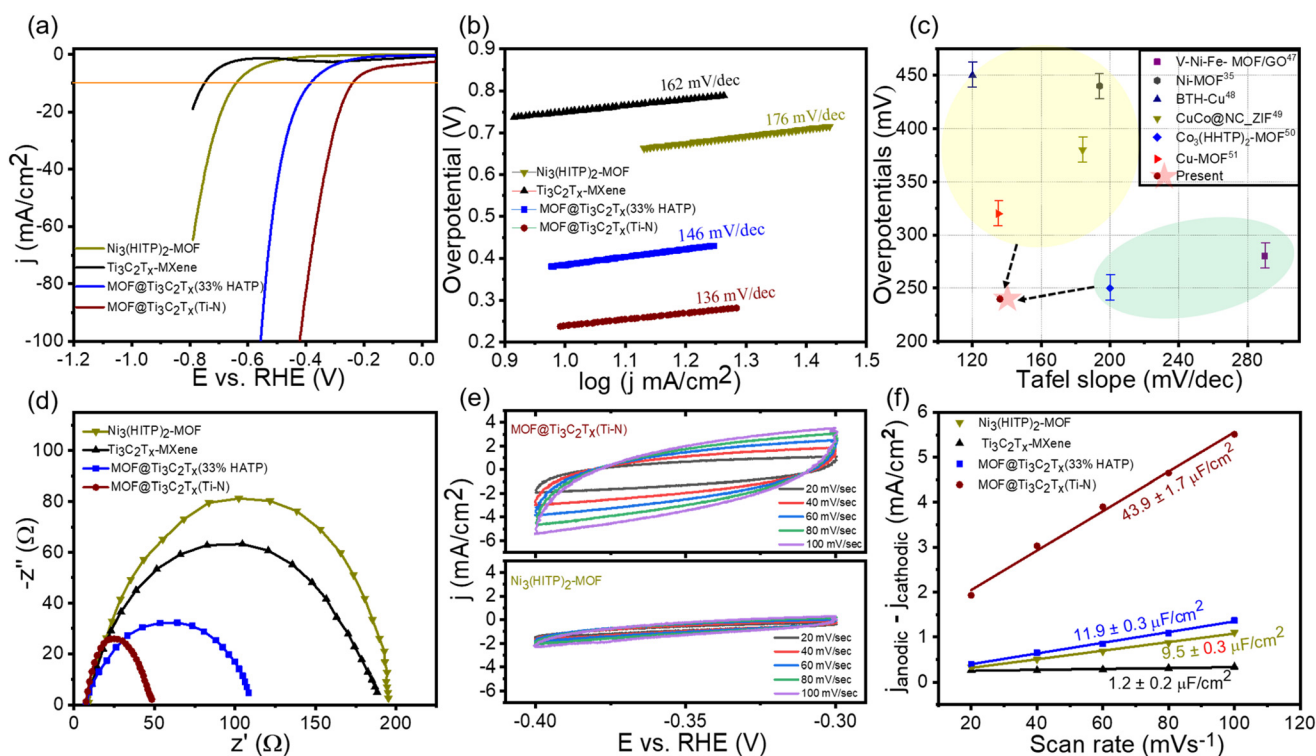 (a)
0
-20
-40
-60
-80
-100
j (mA/cm²)
Ni₃(HITP)₂-MOF
Ti₃C₂Tₓ-MXene
MOF@Ti₃C₂Tₓ(33% HATP)
MOF@Ti₃C₂Tₓ(Ti-N)
-1.2 -0.9 -0.6 -0.3 0.0
E vs. RHE (V)
(b)
0.9
0.8
0.7
0.6
0.5
0.4
0.3
0.2
Overpotential (V)
162 mV/dec
176 mV/dec
Ni₃(HITP)₂-MOF
Ti₃C₂Tₓ-MXene
MOF@Ti₃C₂Tₓ(33% HATP)
MOF@Ti₃C₂Tₓ(Ti-N)
146 mV/dec
136 mV/dec
0.9 1.0 1.1 1.2 1.3 1.4 1.5
log (j mA/cm²)
(c)
450
400
350
300
250
200
Overpotentials (mV)
V-Ni-Fe- MOF/GO⁴⁷
Ni-MOF³⁵
BTH-Cu⁴⁸
CuCo@NC_ZIF⁴⁹
Co₃(HHTP)₂-MOF⁵⁰
Cu-MOF⁵¹
Present
120 160 200 240 280
Tafel slope (mV/dec)
(d)
100
80
60
40
20
0
-z'' (Ω)
Ni₃(HITP)₂-MOF
Ti₃C₂Tₓ-MXene
MOF@Ti₃C₂Tₓ(33% HATP)
MOF@Ti₃C₂Tₓ(Ti-N)
0 50 100 150 200 225
z' (Ω)
(e)
4
2
0
-2
-4
-6
MOF@Ti₃C₂Tₓ(Ti-N)
20 mV/sec
40 mV/sec
60 mV/sec
80 mV/sec
100 mV/sec
j (mA/cm²)
4
2
0
-2
-4
-6
Ni₃(HITP)₂-MOF
20 mV/sec
40 mV/sec
60 mV/sec
80 mV/sec
100 mV/sec
-0.40 -0.35 -0.30
E vs. RHE (V)
(f)
6
5
4
3
2
1
0
janodic - jcathodic (mA/cm²)
Ni₃(HITP)₂-MOF
Ti₃C₂Tₓ-MXene
MOF@Ti₃C₂Tₓ(33% HATP)
MOF@Ti₃C₂Tₓ(Ti-N)
43.9 ± 1.7 μF/cm²
11.9 ± 0.3 μF/cm²
9.5 ± 0.3 μF/cm²
1.2 ± 0.2 μF/cm²
20 40 60 80 100
Scan rate (mVs⁻¹)